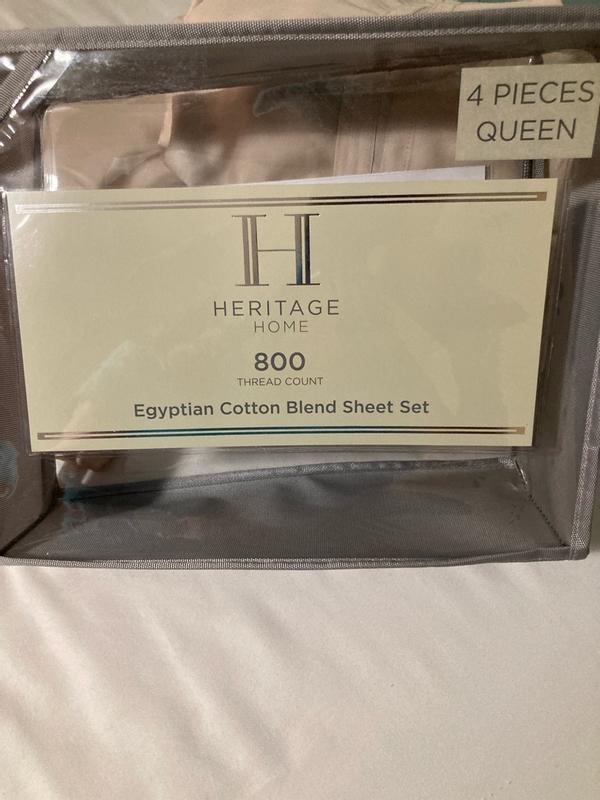 4 PIECES
QUEEN
H
HERITAGE
HOME
800
THREAD COUNT
Egyptian Cotton Blend Sheet Set